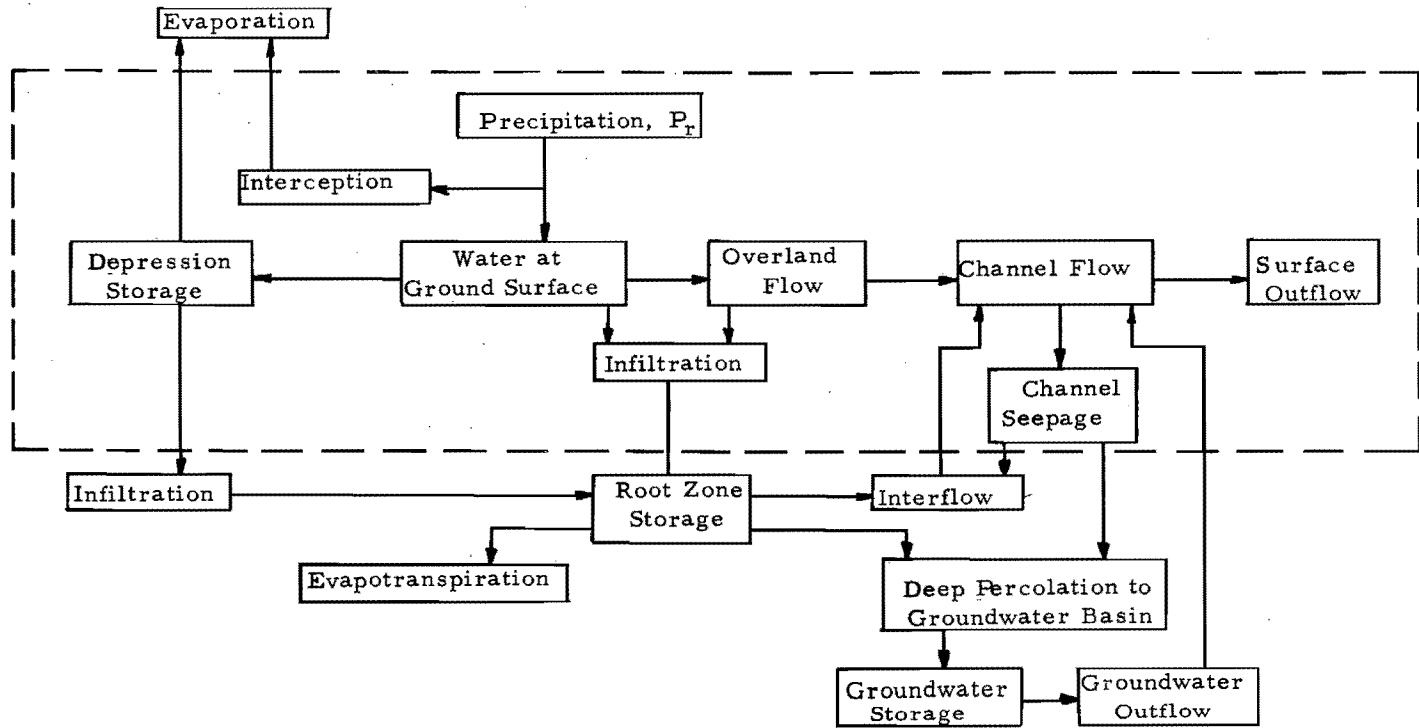 Evaporation
Precipitation, Pr
Interception
Depression
Storage
Water at
Ground Surface
Overland
Flow
Channel Flow
Surface
Outflow
Infiltration
Channel
Seepage
Infiltration
Root Zone
Storage
Interflow
Evapotranspiration
Deep Percolation to
Groundwater Basin
Groundwater
Storage
Groundwater
Outflow